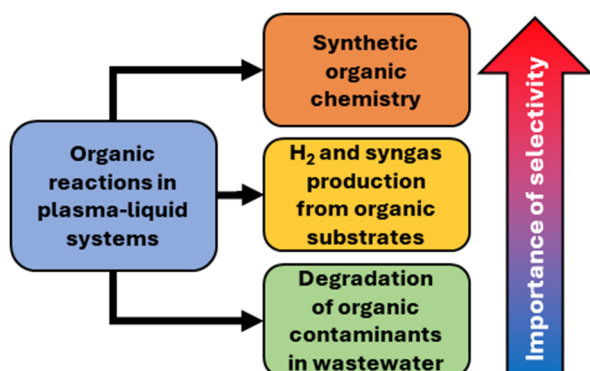 Organic
reactions in
plasma-liquid
systems
Synthetic
organic
chemistry
H₂ and syngas
production
from organic
substrates
Degradation
of organic
contaminants
in wastewater
Importance of selectivity